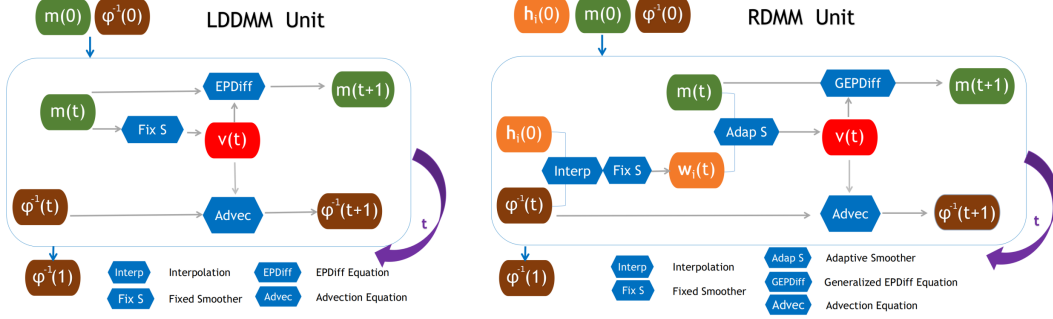 LDDMM Unit
m(0)
φ⁻¹(0)
m(t)
EPDiff
m(t+1)
Fix S
v(t)
φ⁻¹(t)
Advec
φ⁻¹(t+1)
t
φ⁻¹(1)
Interp Interpolation
EPDiff EPDiff Equation
Fix S Fixed Smoother
Advec Advection Equation
RDMM Unit
hᵢ(0)
m(0)
φ⁻¹(0)
m(t)
GEPDiff
m(t+1)
hᵢ(0)
Adap S
v(t)
Interp
Fix S
wᵢ(t)
φ⁻¹(t)
Advec
φ⁻¹(t+1)
t
φ⁻¹(1)
Interp Interpolation
Fix S Fixed Smoother
Adap S Adaptive Smoother
GEPDiff Generalized EPDiff Equation
Advec Advection Equation